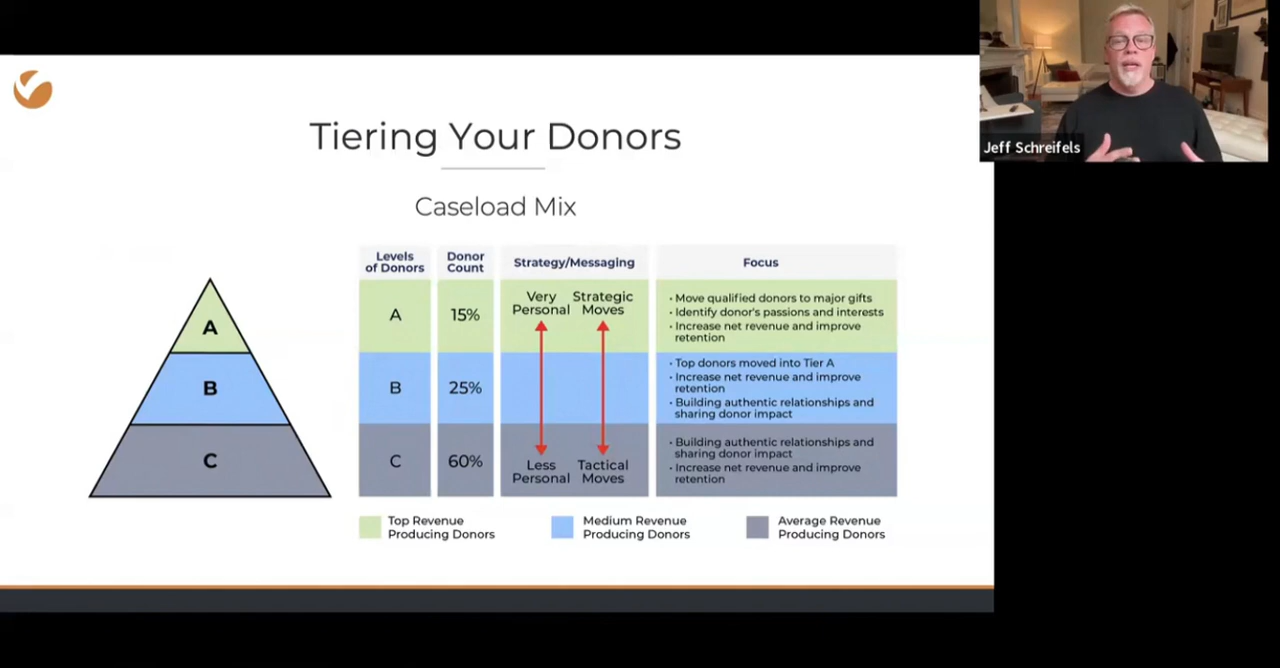 Jeff Schreifels
Tiering Your Donors
Caseload Mix
A
B
C
Levels
of Donors
Donor
Count
Strategy/Messaging
Focus
A
15%
Very
Personal
Strategic
Moves
· Move qualified donors to major gifts
· Identify donor's passions and interests
· Increase net revenue and improve
retention
B
25%
· Top donors moved into Tier A
· Increase net revenue and improve
retention
· Building authentic relationships and
sharing donor impact
C
60%
Less
Personal
Tactical
Moves
· Building authentic relationships and
sharing donor impact
· Increase net revenue and improve
retention
Top Revenue
Producing Donors
Medium Revenue
Producing Donors
Average Revenue
Producing Donors